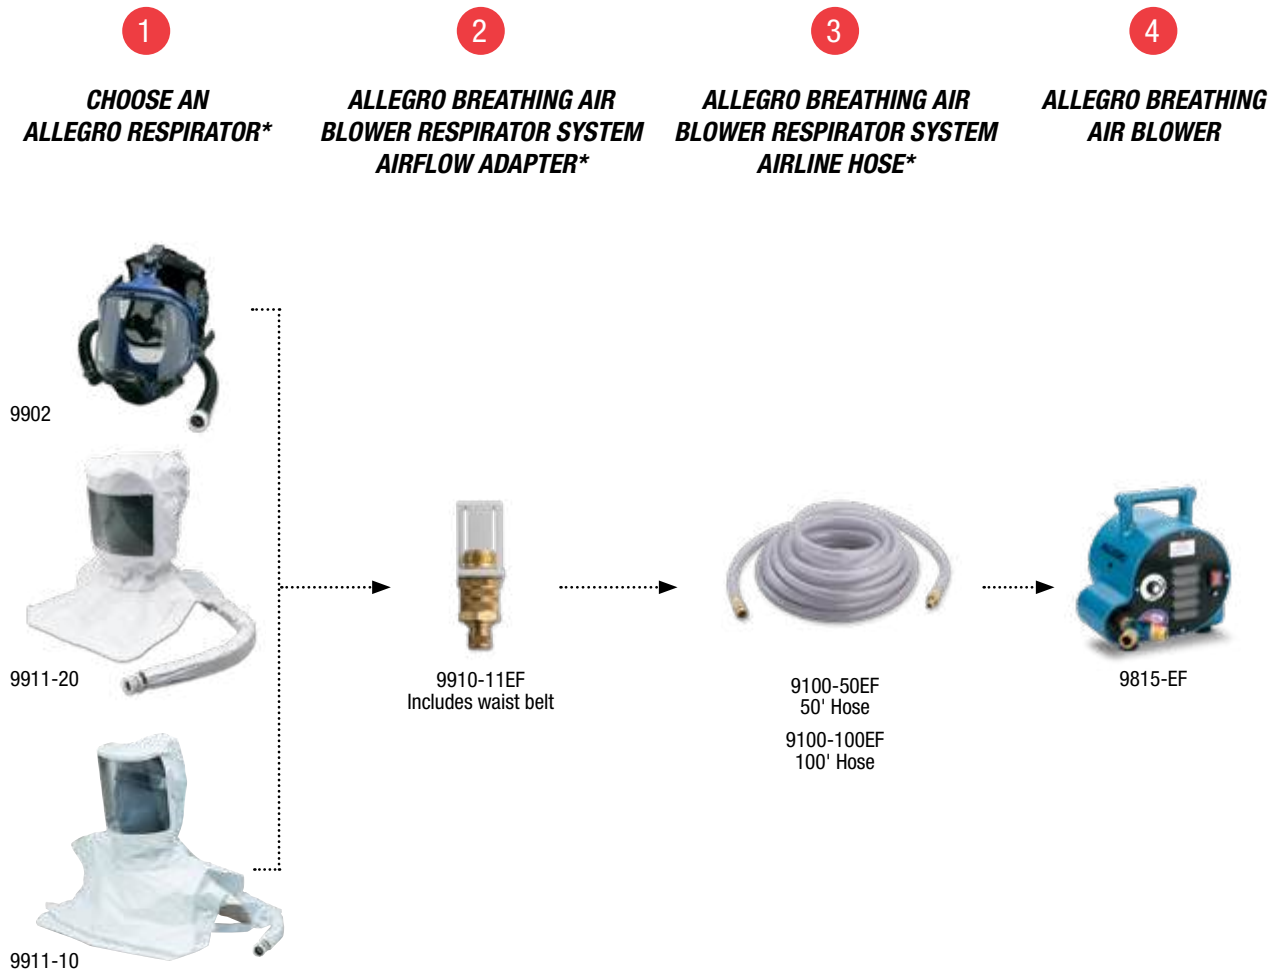 1
CHOOSE AN
ALLEGRO RESPIRATOR*
2
ALLEGRO BREATHING AIR
BLOWER RESPIRATOR SYSTEM
AIRFLOW ADAPTER*
3
ALLEGRO BREATHING AIR
BLOWER RESPIRATOR SYSTEM
AIRLINE HOSE*
4
ALLEGRO BREATHING
AIR BLOWER
9902
9911-20
9911-10
9910-11EF
Includes waist belt
9100-50EF
50' Hose
9100-100EF
100' Hose
9815-EF